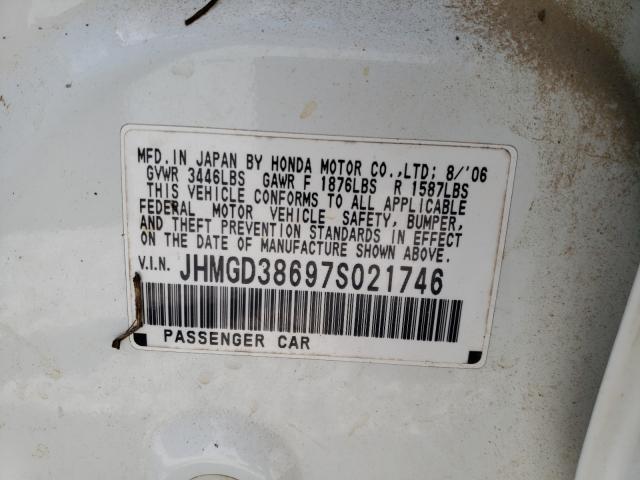 MFD.IN JAPAN BY HONDA MOTOR CO.,LTD; 8/'06
GVWR 3446LBS GAWR F 1876LBS R 1587LBS
THIS VEHICLE CONFORMS TO ALL APPLICABLE
FEDERAL MOTOR VEHICLE SAFETY, BUMPER,
AND THEFT PREVENTION STANDARDS IN EFFECT
ON THE DATE OF MANUFACTURE SHOWN ABOVE.
V.I.N. JHMGD38697S021746
PASSENGER CAR